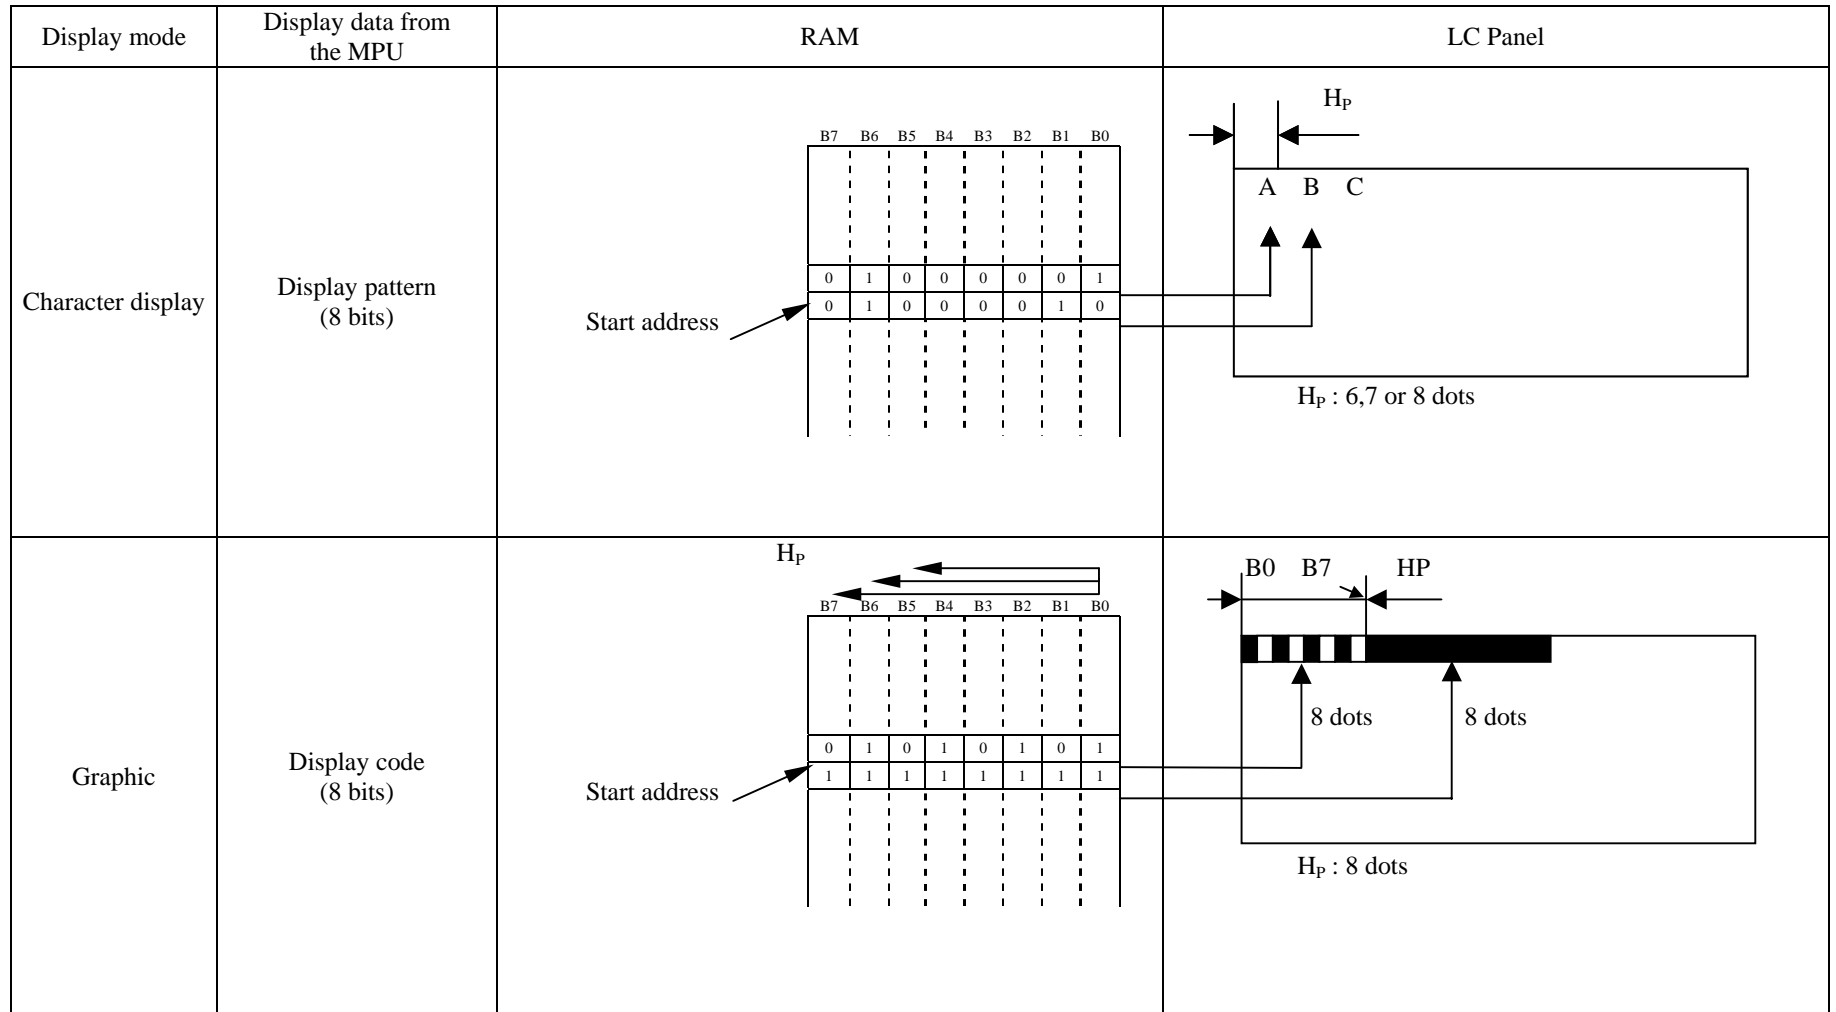 Display mode
Display data from
the MPU
RAM
LC Panel
Character display
Display pattern
(8 bits)
B7 B6 B5 B4 B3 B2 B1 B0
0 1 0 0 0 0 0 1
0 1 0 0 0 0 1 0
Start address
HP
A B C
HP : 6,7 or 8 dots
Graphic
Display code
(8 bits)
HP
B7 B6 B5 B4 B3 B2 B1 B0
0 1 0 1 0 1 0 1
1 1 1 1 1 1 1 1
Start address
B0 B7 HP
8 dots 8 dots
HP : 8 dots